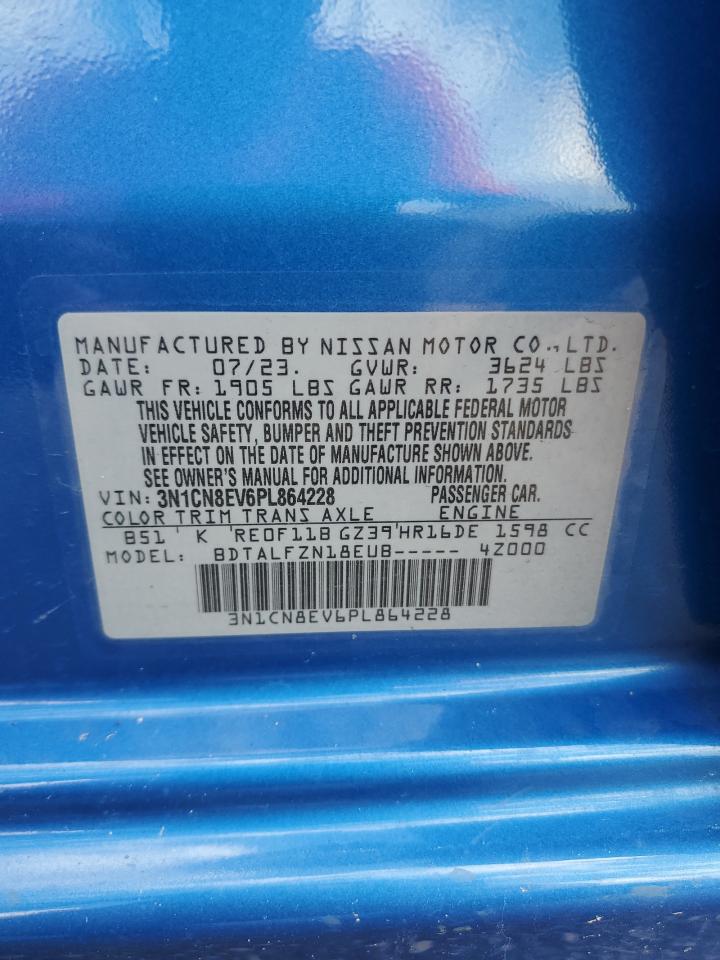 MANUFACTURED BY NISSAN MOTOR CO., LTD.
DATE: 07/23. GVWR: 3624 LBS
GAWR FR: 1905 LBS GAWR RR: 1735 LBS
THIS VEHICLE CONFORMS TO ALL APPLICABLE FEDERAL MOTOR
VEHICLE SAFETY, BUMPER AND THEFT PREVENTION STANDARDS
IN EFFECT ON THE DATE OF MANUFACTURE SHOWN ABOVE.
SEE OWNER'S MANUAL FOR ADDITIONAL INFORMATION.
VIN: 3N1CN8EV6PL864228 PASSENGER CAR.
COLOR TRIM TRANS AXLE ENGINE
B51 ' K 'RE0F11B GZ39'HR16DE 1598 CC
MODEL: BDTALFZN18EUB----- 4Z000
3N1CN8EV6PL864228